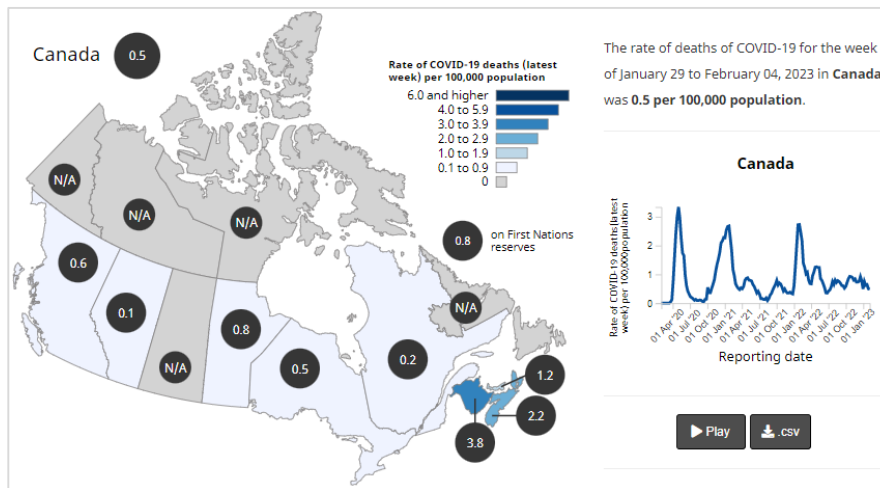 Canada
0.5
Rate of COVID-19 deaths (latest
week) per 100,000 population
6.0 and higher
4.0 to 5.9
3.0 to 3.9
2.0 to 2.9
1.0 to 1.9
0.1 to 0.9
0
N/A
N/A
N/A
0.8
on First Nations
reserves
0.6
0.1
N/A
0.8
0.5
0.2
N/A
1.2
2.2
3.8
The rate of deaths of COVID-19 for the week
of January 29 to February 04, 2023 in Canada
was 0.5 per 100,000 population.
Canada
Rate of COVID-19 deaths(latest
week) per 100,000population
3
2
1
0
01 Apr '20
01 Jul '20
01 Oct '20
01 Jan '21
01 Apr '21
01 Jul '21
01 Oct '21
01 Jan '22
01 Apr '22
01 Jul '22
01 Oct '22
01 Jan '23
Reporting date
Play
.csv